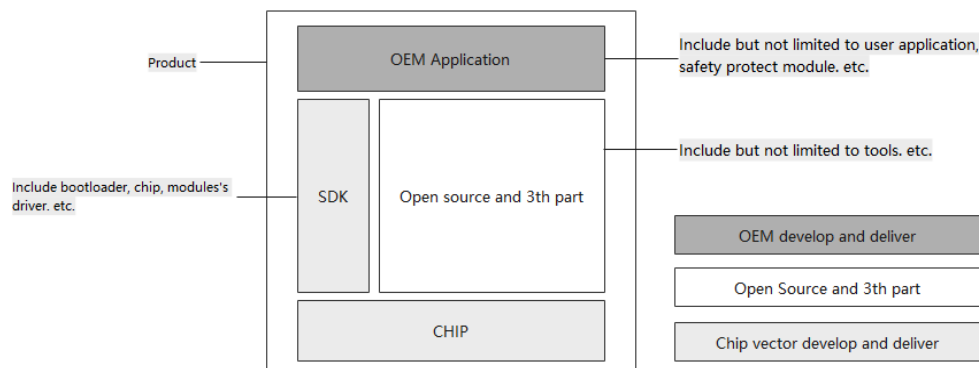 OEM Application
Include but not limited to user application,
safety protect module. etc.
Product
Include but not limited to tools. etc.
Include bootloader, chip, modules's
driver. etc.
SDK
Open source and 3th part
OEM develop and deliver
Open Source and 3th part
CHIP
Chip vector develop and deliver